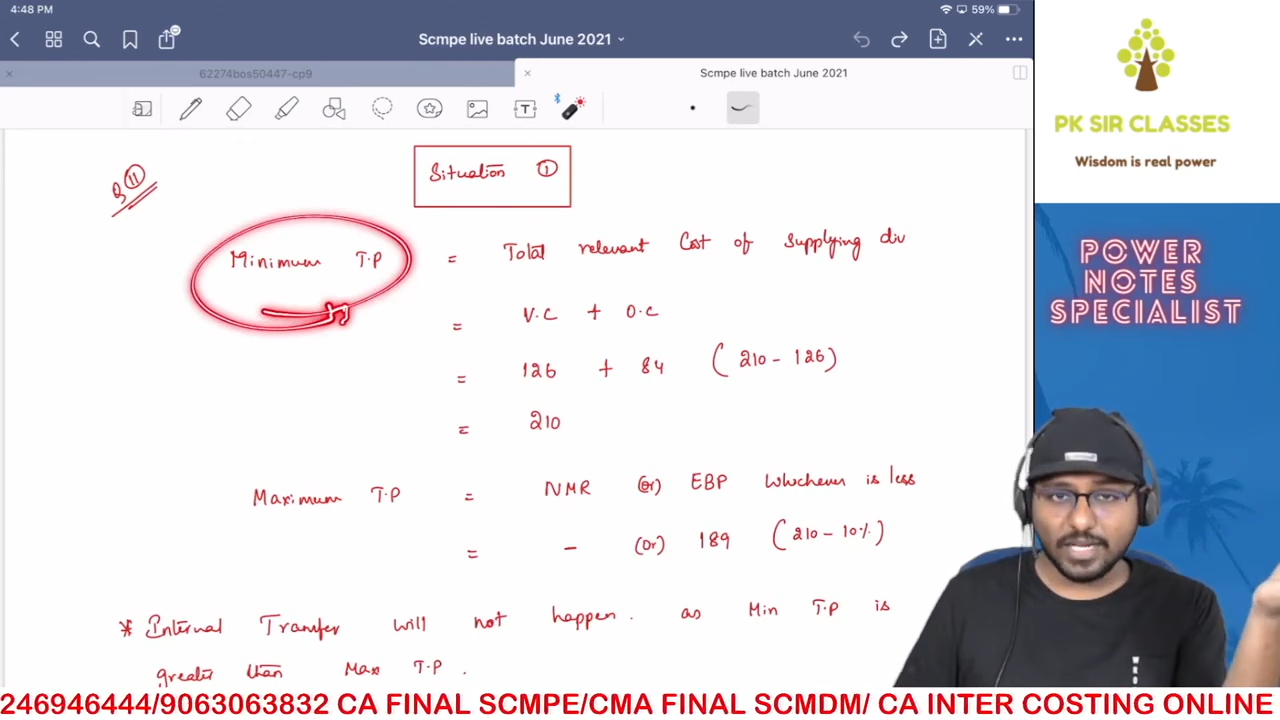 4:48 PM
59%
Scmpe live batch June 2021
62274bos50447-cp9
Scmpe live batch June 2021
T
PK SIR CLASSES
Wisdom is real power
Q 11
Situation 1
Minimum T.P = Total relevant Cost of Supplying div
= V.C + O.C
= 126 + 84 (210 - 126)
= 210
Maximum T.P = NMR (or) EBP Whichever is less
= - (or) 189 (210 - 10%)
* Internal Transfer will not happen. as Min T.P is
greater than Max T.P.
POWER
NOTES
SPECIALIST
246946444/9063063832 CA FINAL SCMPE/CMA FINAL SCMDM/ CA INTER COSTING ONLINE